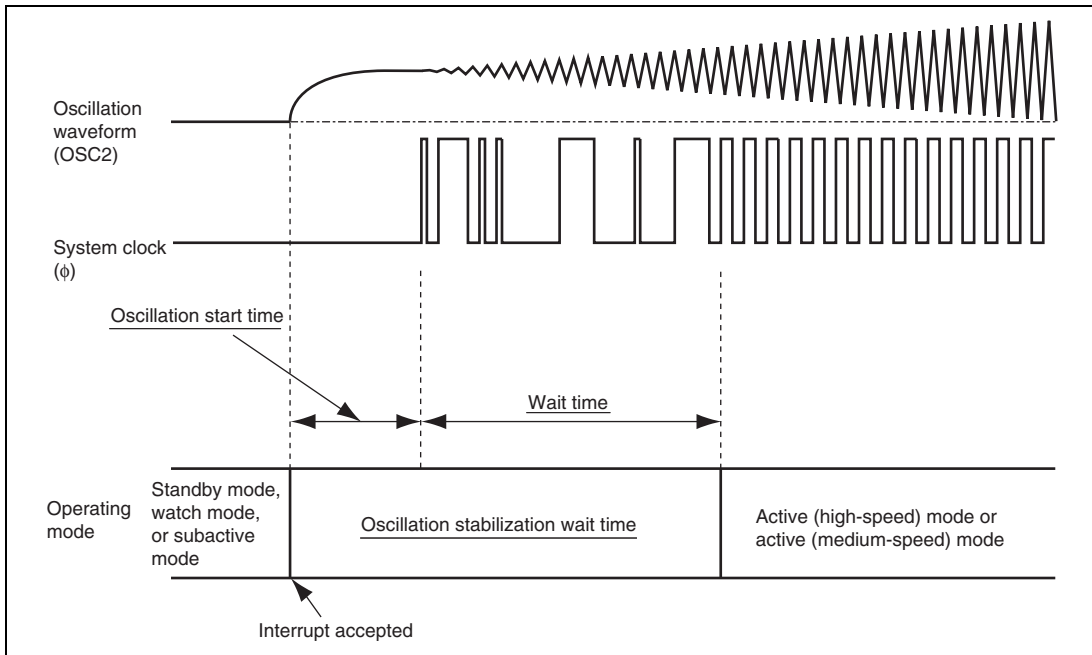 Oscillation
waveform
(OSC2)
System clock
(ϕ)
Oscillation start time
Wait time
Operating
mode
Standby mode,
watch mode,
or subactive
mode
Oscillation stabilization wait time
Active (high-speed) mode or
active (medium-speed) mode
Interrupt accepted